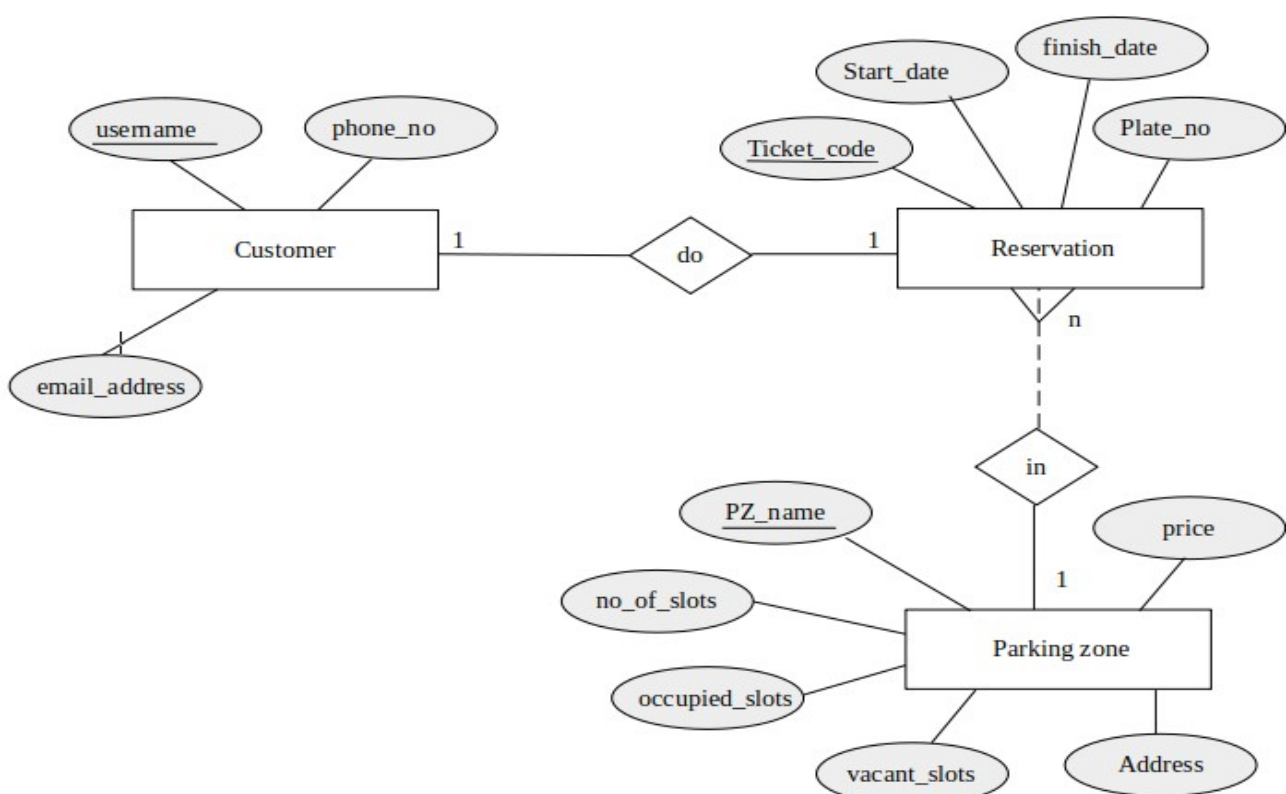 finish_date
Start_date
username
phone_no
Plate_no
Ticket_code
Customer
1
do
1
Reservation
n
in
PZ_name
price
1
no_of_slots
Parking zone
occupied_slots
vacant_slots
Address
email_address